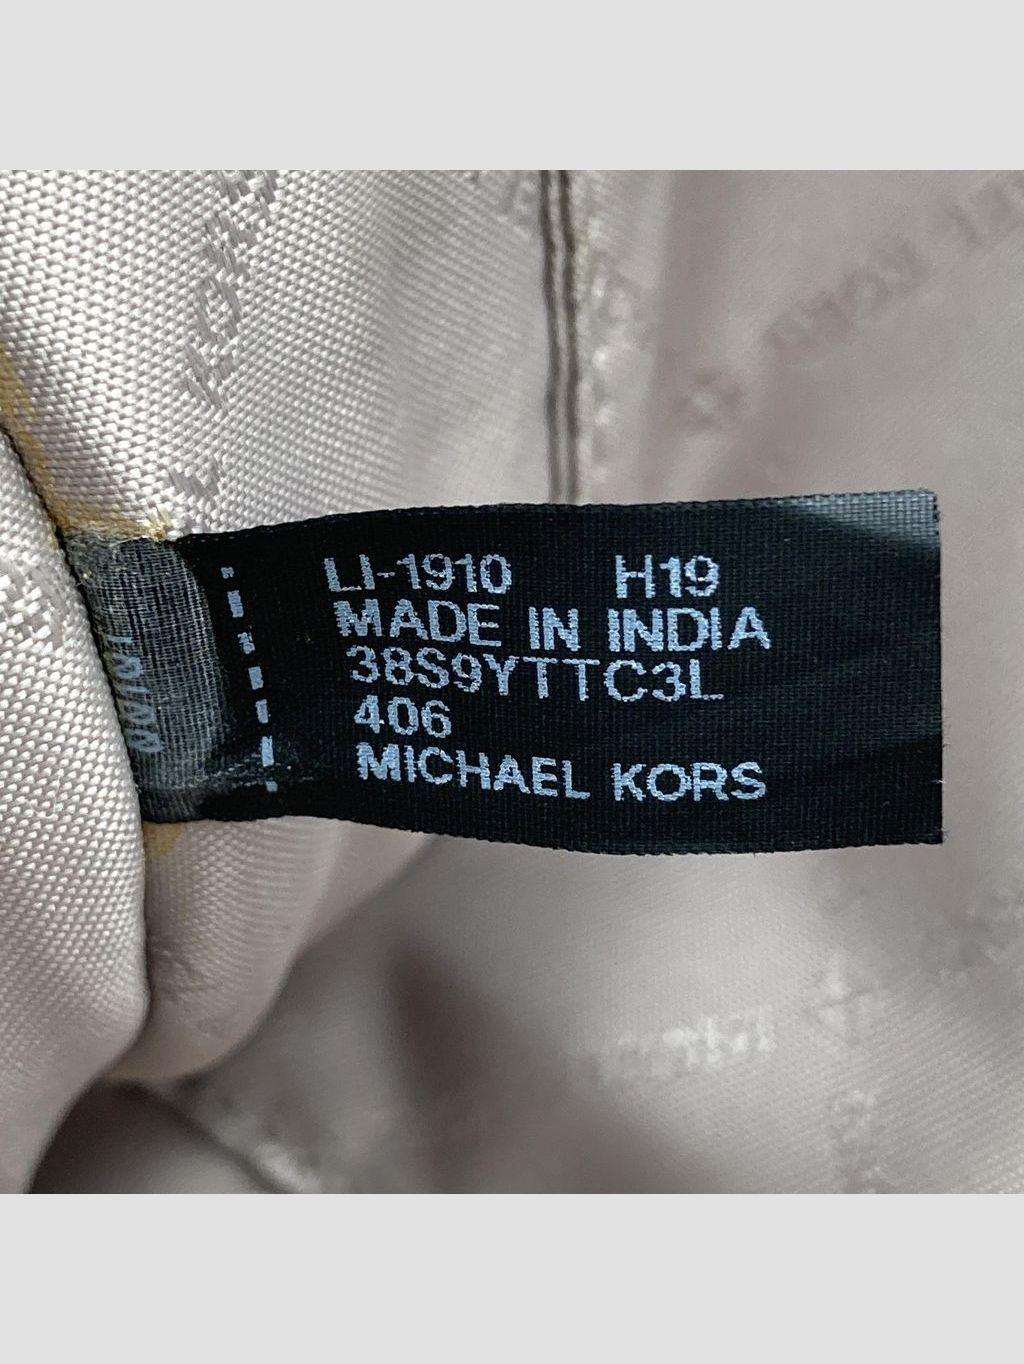 LI-1910 H19
MADE IN INDIA
38S9YTTC3L
406
MICHAEL KORS